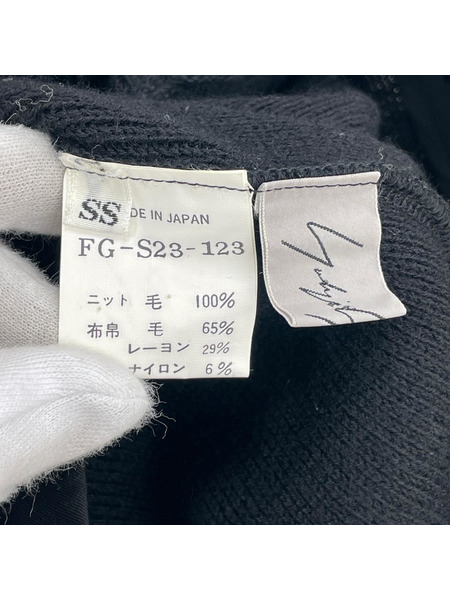 SS
DE IN JAPAN
FG-S23-123
ニット 毛 100%
布帛 毛 65%
レーヨン 29%
ナイロン 6%